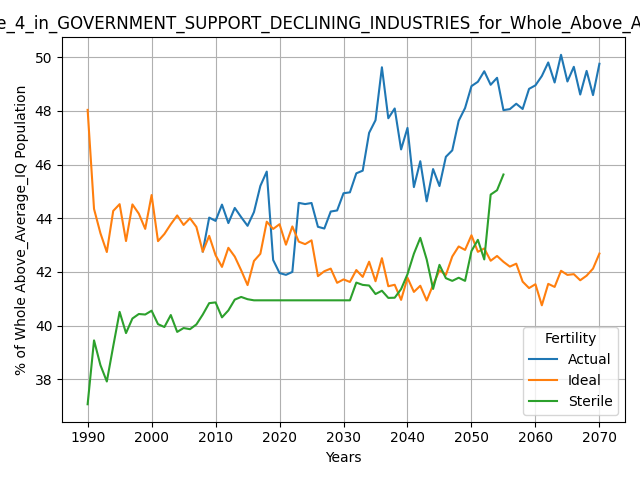 e_4_in_GOVERNMENT_SUPPORT_DECLINING_INDUSTRIES_for_Whole_Above_A
% of Whole Above_Average_IQ Population
50
48
46
44
42
40
38
Fertility
Actual
Ideal
Sterile
1990 2000 2010 2020 2030 2040 2050 2060 2070
Years